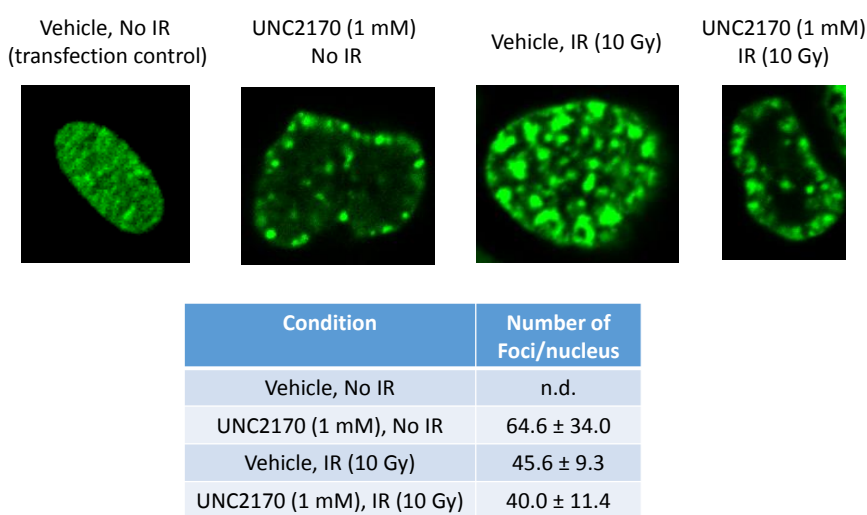 Vehicle, No IR
(transfection control)
UNC2170 (1 mM)
No IR
Vehicle, IR (10 Gy)
UNC2170 (1 mM)
IR (10 Gy)
Condition Number of
Foci/nucleus
Vehicle, No IR n.d.
UNC2170 (1 mM), No IR 64.6 ± 34.0
Vehicle, IR (10 Gy) 45.6 ± 9.3
UNC2170 (1 mM), IR (10 Gy) 40.0 ± 11.4